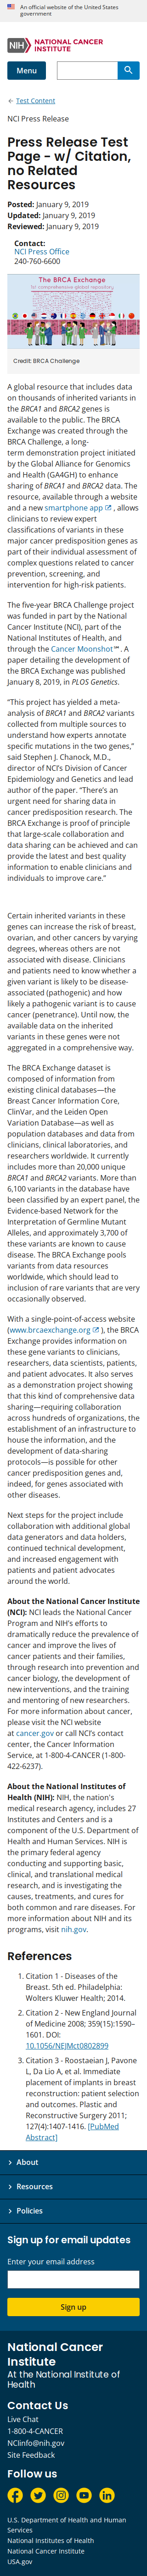 An official website of the United States
government
NIH NATIONAL CANCER
INSTITUTE
Menu
← Test Content
NCI Press Release
Press Release Test
Page - w/ Citation,
no Related
Resources
Posted: January 9, 2019
Updated: January 9, 2019
Reviewed: January 9, 2019
Contact:
NCI Press Office
240-760-6600
The BRCA Exchange
Credit: BRCA Challenge
A global resource that includes data
on thousands of inherited variants in
the BRCA1 and BRCA2 genes is
available to the public. The BRCA
Exchange was created through the
BRCA Challenge, a long-
term demonstration project initiated
by the Global Alliance for Genomics
and Health (GA4GH) to demonstrate
data sharing of BRCA1 and BRCA2 data. The
resource, available through a website
and a new smartphone app , allows
clinicians to review expert
classifications of variants in these
major cancer predisposition genes as
part of their individual assessment of
complex questions related to cancer
prevention, screening, and
intervention for high-risk patients.
The five-year BRCA Challenge project
was funded in part by the National
Cancer Institute (NCI), part of the
National Institutes of Health, and
through the Cancer Moonshot℠. A
paper detailing the development of
the BRCA Exchange was published
January 8, 2019, in PLOS Genetics.
“This project has yielded a meta-
analysis of BRCA1 and BRCA2 variants
collected from multiple sources to
understand how experts annotate
specific mutations in the two genes,”
said Stephen J. Chanock, M.D.,
director of NCI’s Division of Cancer
Epidemiology and Genetics and lead
author of the paper. “There’s a
urgent need for sharing data on
cancer predisposition research. The
BRCA Exchange is proof of principle
that large-scale collaboration and
data sharing can be achieved and can
provide the latest and best quality
information to enable clinicians and
individuals to improve care.”
Certain inherited variants in these
genes can increase the risk of breast,
ovarian, and other cancers by varying
degrees, whereas others are not
associated with disease. Clinicians
and patients need to know whether a
given variant is likely to be disease-
associated (pathogenic) and how
likely a pathogenic variant is to cause
cancer (penetrance). Until now, the
available data on the inherited
variants in these genes have not
been available in one place.
The BRCA Exchange dataset is
composed of information from
existing clinical databases—the
Breast Cancer Information Core,
ClinVar, and the Leiden Open
Variation Database—as well as
population databases and data from
clinicians, clinical laboratories, and
researchers worldwide. It currently
includes more than 20,000 unique
BRCA1 and BRCA2 variants. More than
6,100 variants in the database have
been classified by an expert panel, the
Evidence-based Network for the
Interpretation of Germline Mutant
Alleles, and approximately 3,700 of
these variants are known to cause
disease. The BRCA Exchange pools
variants from data resources
worldwide, which should lead to
interpretation of variants that are
very rare and have been only
occasionally observed.
With a single-point-of-access website
(www.brcaexchange.org ), the BRCA
Exchange provides information on
these gene variants to clinicians,
researchers, data scientists, patients,
and patient advocates. It also serves
as a demonstration project showing
that this kind of comprehensive data
sharing—requiring collaboration
across hundreds of organizations, the
establishment of a workspace in
which to house the information, and
the development of data-sharing
protocols—is possible for other
cancer predisposition genes and,
indeed, for genes associated with
other diseases.
Next steps for the project include
collaboration with additional global
data generators and data holders,
continued technical development,
and increased engagement with
patients and patient advocates
around the world.
About the National Cancer Institute
(NCI): NCI leads the National Cancer
Program and NIH’s efforts to
dramatically reduce the prevalence of
cancer and improve the lives of
cancer patients and their families,
through research into prevention and
cancer biology, the development of
new interventions, and the training
and mentoring of new researchers.
For more information about cancer,
please visit the NCI website
at cancer.gov or call NCI’s contact
center, the Cancer Information
Service, at 1-800-4-CANCER (1-800-
422-6237).
About the National Institutes of
Health (NIH): NIH, the nation's
medical research agency, includes 27
Institutes and Centers and is a
component of the U.S. Department of
Health and Human Services. NIH is
the primary federal agency
conducting and supporting basic,
clinical, and translational medical
research, and is investigating the
causes, treatments, and cures for
both common and rare diseases. For
more information about NIH and its
programs, visit nih.gov.
References
1. Citation 1 - Diseases of the
Breast. 5th ed. Philadelphia:
Wolters Kluwer Health; 2014.
2. Citation 2 - New England Journal
of Medicine 2008; 359(15):1590–
1601. DOI:
10.1056/NEJMct0802899
3. Citation 3 - Roostaeian J, Pavone
L, Da Lio A, et al. Immediate
placement of implants in breast
reconstruction: patient selection
and outcomes. Plastic and
Reconstructive Surgery 2011;
127(4):1407-1416. [PubMed
Abstract]
About
Resources
Policies
Sign up for email updates
Enter your email address
Sign up
National Cancer
Institute
At the National Institute of
Health
Contact Us
Live Chat
1-800-4-CANCER
NCIinfo@nih.gov
Site Feedback
Follow us
U.S. Department of Health and Human
Services
National Institutes of Health
National Cancer Institute
USA.gov